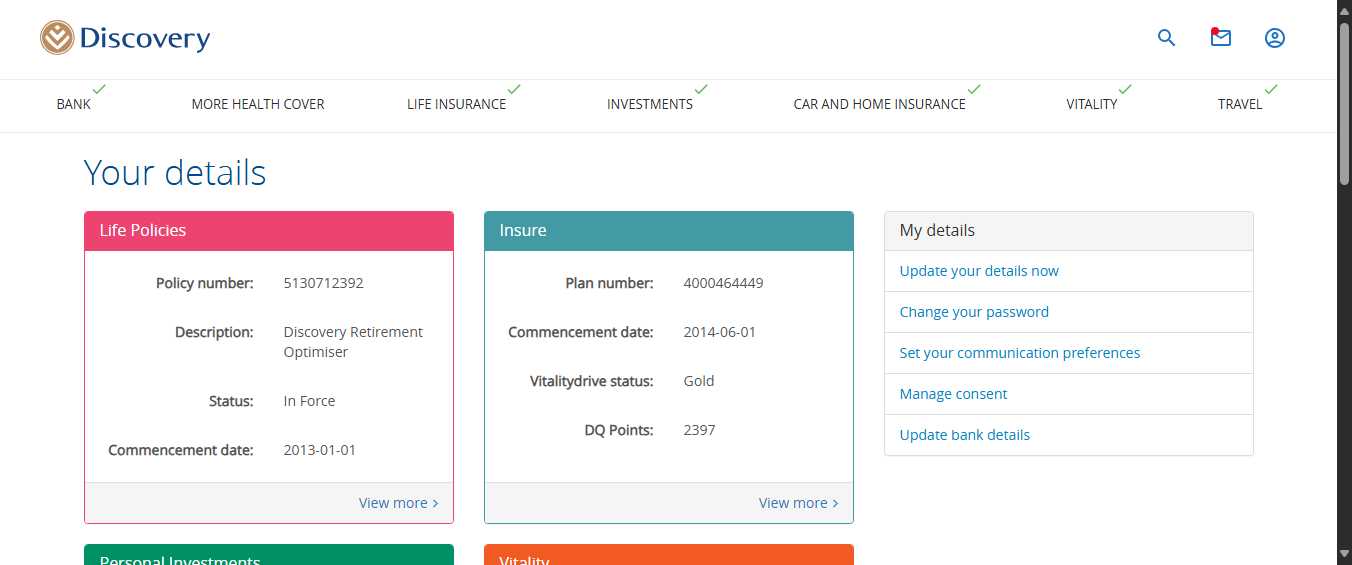 Discovery
BANK
MORE HEALTH COVER
LIFE INSURANCE
INVESTMENTS
CAR AND HOME INSURANCE
VITALITY
TRAVEL
Your details
Life Policies
Policy number: 5130712392
Description: Discovery Retirement
Optimiser
Status: In Force
Commencement date: 2013-01-01
View more >
Insure
Plan number: 4000464449
Commencement date: 2014-06-01
Vitalitydrive status: Gold
DQ Points: 2397
View more >
My details
Update your details now
Change your password
Set your communication preferences
Manage consent
Update bank details
Personal Investments
Vitality